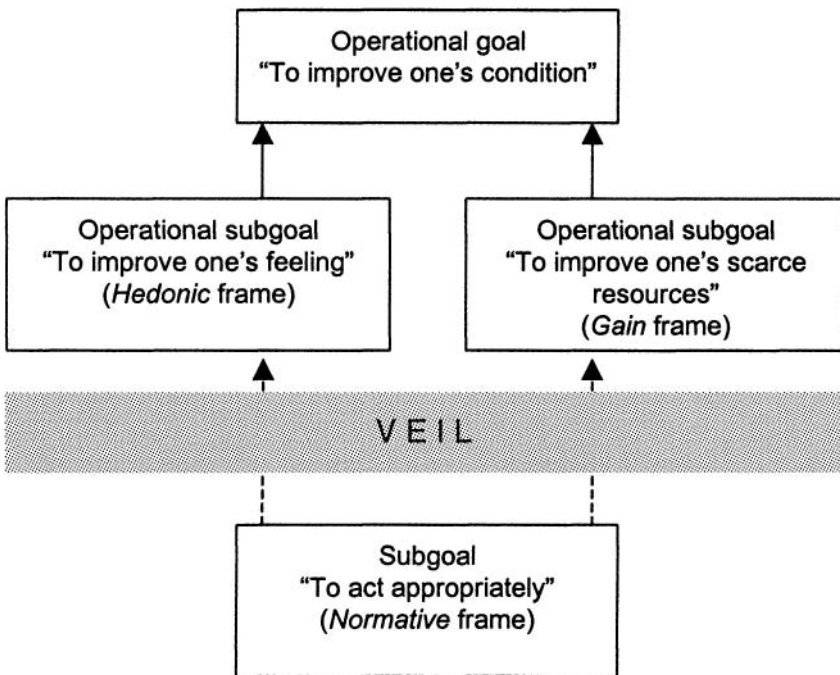 Operational goal
“To improve one’s condition”
Operational subgoal
“To improve one’s feeling”
(Hedonic frame)
Operational subgoal
“To improve one’s scarce
resources”
(Gain frame)
VEIL
Subgoal
“To act appropriately”
(Normative frame)